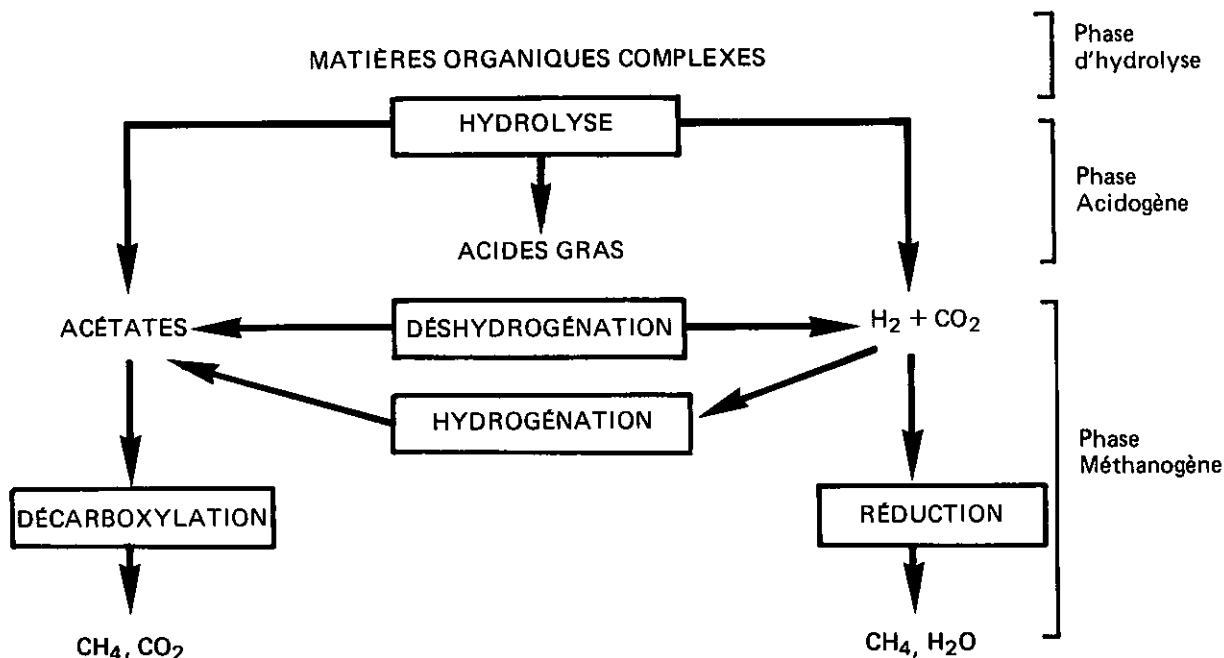 Phase
d'hydrolyse
MATIÈRES ORGANIQUES COMPLEXES
HYDROLYSE
Phase
Acidogène
ACIDES GRAS
ACÉTATES
DÉSHYDROGÉNATION
H₂ + CO₂
HYDROGÉNATION
Phase
Méthanogène
DÉCARBOXYLATION
RÉDUCTION
CH₄, CO₂
CH₄, H₂O